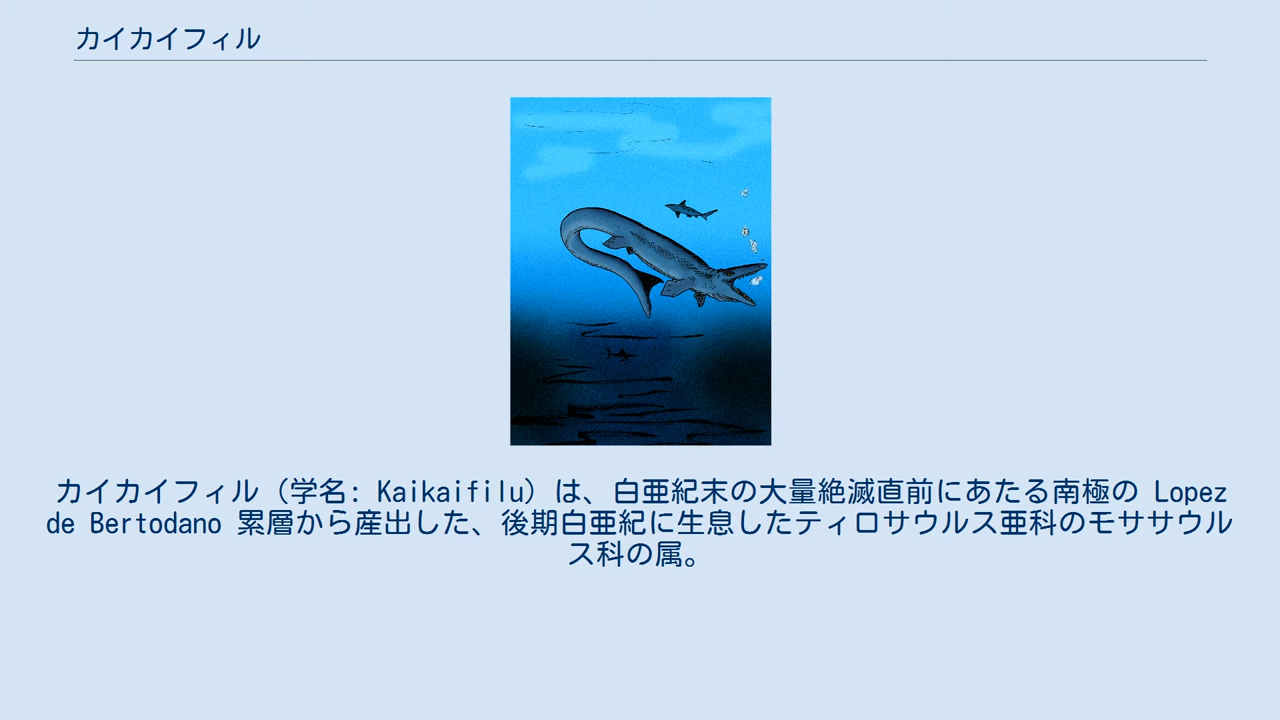 カイカイフィル
カイカイフィル（学名: Kaikaifilu）は、白亜紀末の大量絶滅直前にあたる南極の Lopez
de Bertodano 累層から産出した、後期白亜紀に生息したティロサウルス亜科のモササウル
ス科の属。